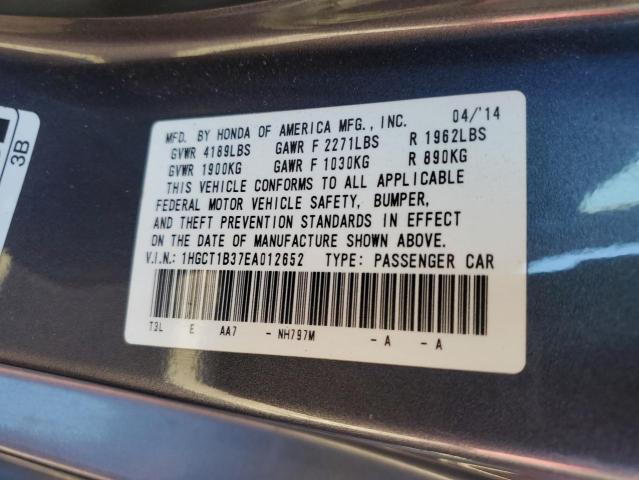 MFD. BY HONDA OF AMERICA MFG., INC. 04/'14
GVWR 4189LBS GAWR F 2271LBS R 1962LBS
GVWR 1900KG GAWR F 1030KG R 890KG
THIS VEHICLE CONFORMS TO ALL APPLICABLE
FEDERAL MOTOR VEHICLE SAFETY, BUMPER,
AND THEFT PREVENTION STANDARDS IN EFFECT
ON THE DATE OF MANUFACTURE SHOWN ABOVE.
V.I.N.: 1HGCT1B37EA012652 TYPE: PASSENGER CAR
T3L E AA7 - NH797M - A - A
3B